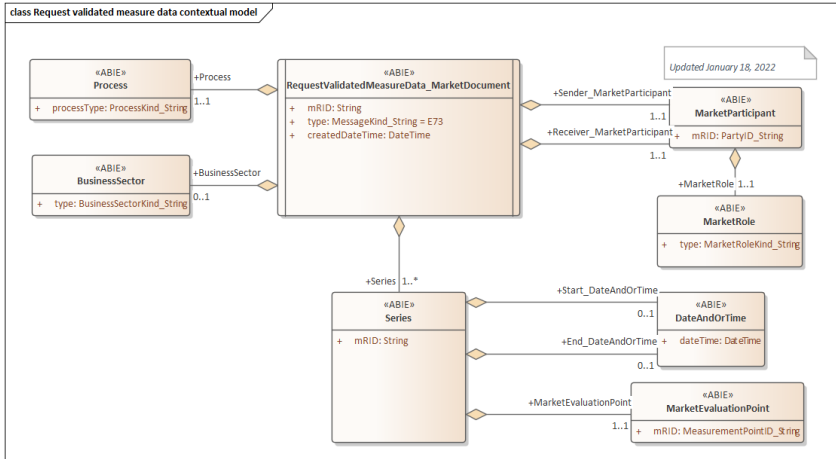 class Request validated measure data contextual model
«ABIE»
Process
+ processType: ProcessKind_String
+Process
1..1
«ABIE»
RequestValidatedMeasureData_MarketDocument
+ mRID: String
+ type: MessageKind_String = E73
+ createdDateTime: DateTime
Updated January 18, 2022
+Sender_MarketParticipant
1..1
+Receiver_MarketParticipant
1..1
«ABIE»
MarketParticipant
+ mRID: PartyID_String
«ABIE»
BusinessSector
+ type: BusinessSectorKind_String
+BusinessSector
0..1
+MarketRole 1..1
«ABIE»
MarketRole
+ type: MarketRoleKind_String
+Series 1..*
«ABIE»
Series
+ mRID: String
+Start_DateAndOrTime
0..1
+End_DateAndOrTime
0..1
«ABIE»
DateAndOrTime
+ dateTime: DateTime
+MarketEvaluationPoint
1..1
«ABIE»
MarketEvaluationPoint
+ mRID: MeasurementPointID_String